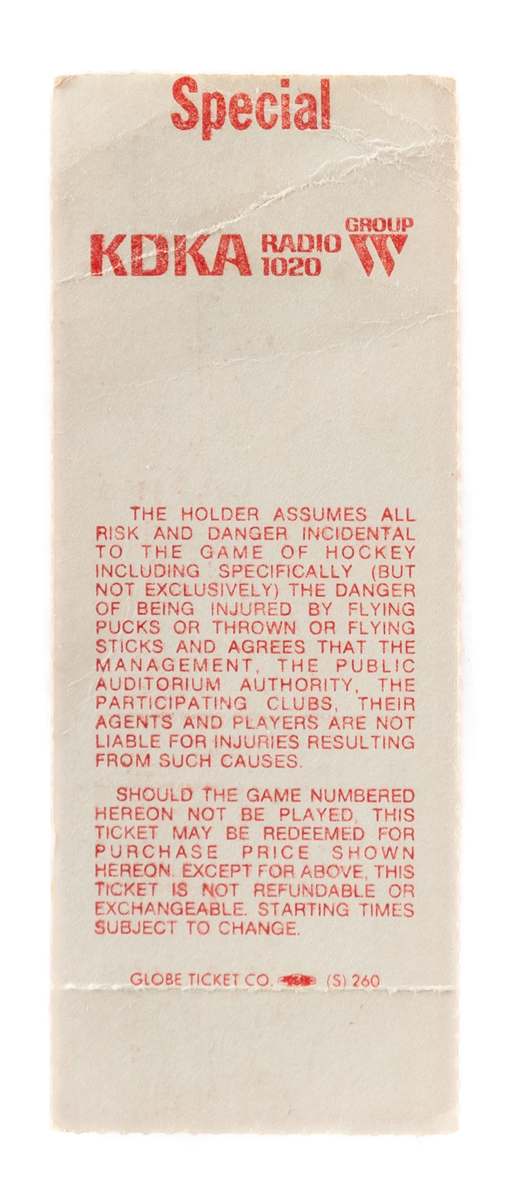 Special
KDKA RADIO 1020 GROUP W
THE HOLDER ASSUMES ALL
RISK AND DANGER INCIDENTAL
TO THE GAME OF HOCKEY
INCLUDING SPECIFICALLY (BUT
NOT EXCLUSIVELY) THE DANGER
OF BEING INJURED BY FLYING
PUCKS OR THROWN OR FLYING
STICKS AND AGREES THAT THE
MANAGEMENT, THE PUBLIC
AUDITORIUM AUTHORITY, THE
PARTICIPATING CLUBS, THEIR
AGENTS AND PLAYERS ARE NOT
LIABLE FOR INJURIES RESULTING
FROM SUCH CAUSES.
SHOULD THE GAME NUMBERED
HEREON NOT BE PLAYED, THIS
TICKET MAY BE REDEEMED FOR
PURCHASE PRICE SHOWN
HEREON. EXCEPT FOR ABOVE, THIS
TICKET IS NOT REFUNDABLE OR
EXCHANGEABLE. STARTING TIMES
SUBJECT TO CHANGE.
GLOBE TICKET CO. (S) 260